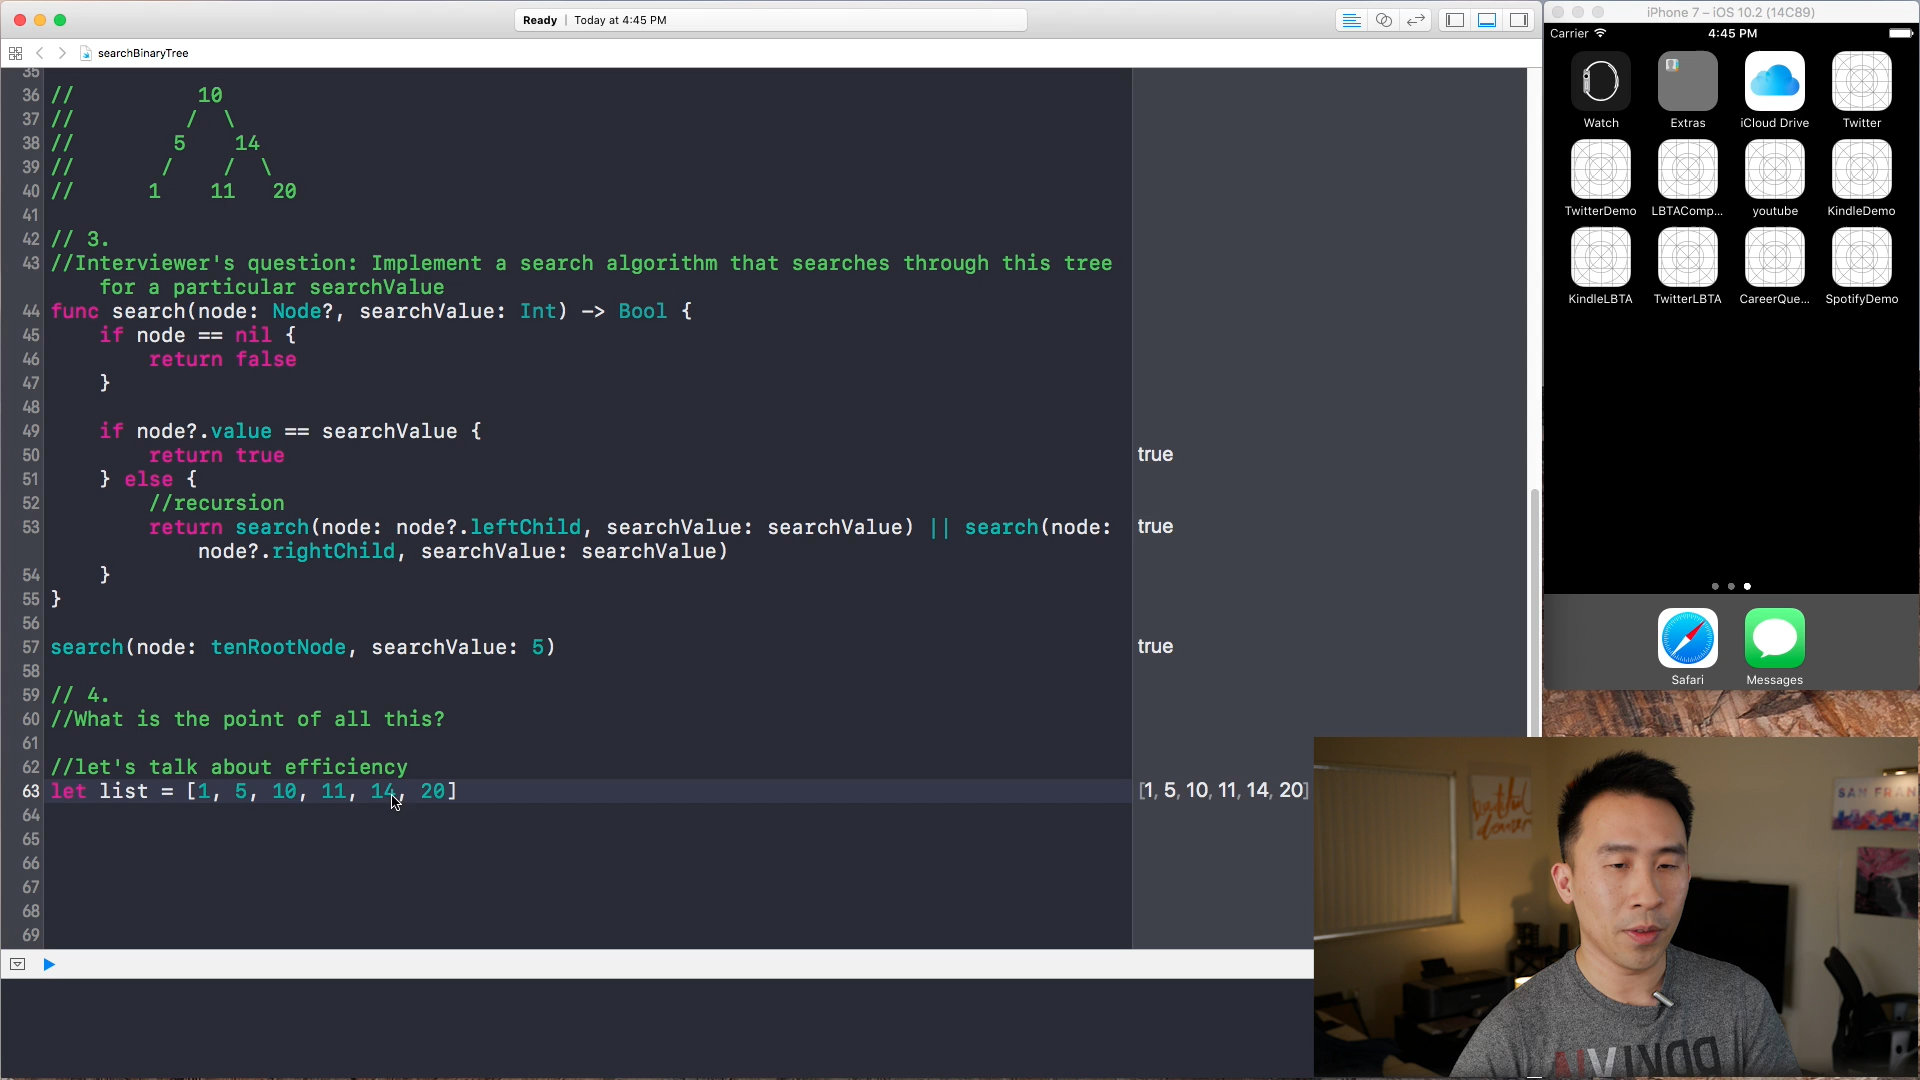 Ready | Today at 4:45 PM
searchBinaryTree
35
36 // 10
37 // / \
38 // 5 14
39 // / / \
40 // 1 11 20
41
42 // 3.
43 //Interviewer's question: Implement a search algorithm that searches through this tree
for a particular searchValue
44 func search(node: Node?, searchValue: Int) -> Bool {
45 if node == nil {
46 return false
47 }
48
49 if node?.value == searchValue {
50 return true
true
51 } else {
52 //recursion
53 return search(node: node?.leftChild, searchValue: searchValue) || search(node:
true
node?.rightChild, searchValue: searchValue)
54 }
55 }
56
57 search(node: tenRootNode, searchValue: 5)
true
58
59 // 4.
60 //What is the point of all this?
61
62 //let's talk about efficiency
63 let list = [1, 5, 10, 11, 14, 20]
[1, 5, 10, 11, 14, 20]
64
65
66
67
68
69
iPhone 7 – iOS 10.2 (14C89)
Carrier 4:45 PM
Watch Extras iCloud Drive Twitter
TwitterDemo LBTAComp... youtube KindleDemo
KindleLBTA TwitterLBTA CareerQue... SpotifyDemo
Safari Messages
beautiful
SAN FRAN